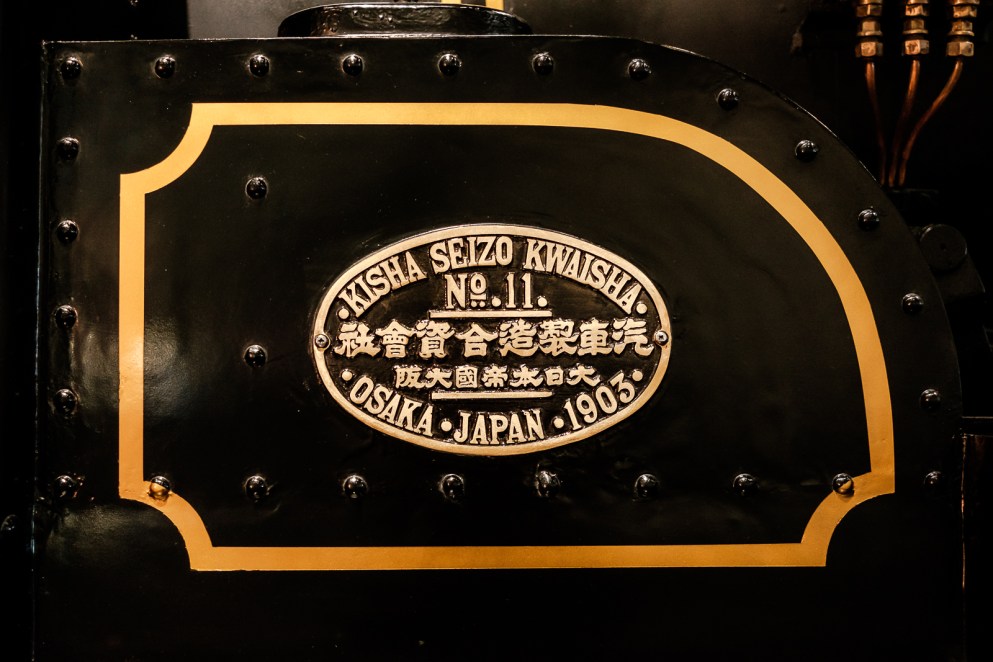 KISHA SEIZO KWAISHA
No. 11.
汽車製造合資會社
大日本帝國大阪
OSAKA・JAPAN・1903